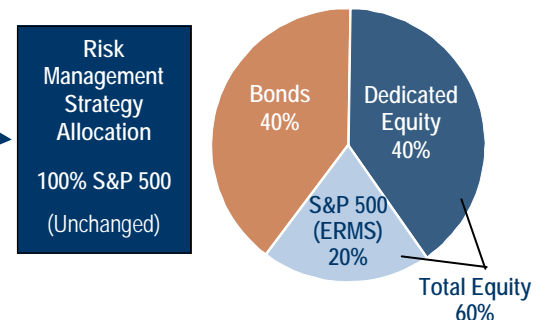 Risk
Management
Strategy
Allocation
100% S&P 500
(Unchanged)
Bonds
40%
Dedicated
Equity
40%
S&P 500
(ERMS)
20%
Total Equity
60%